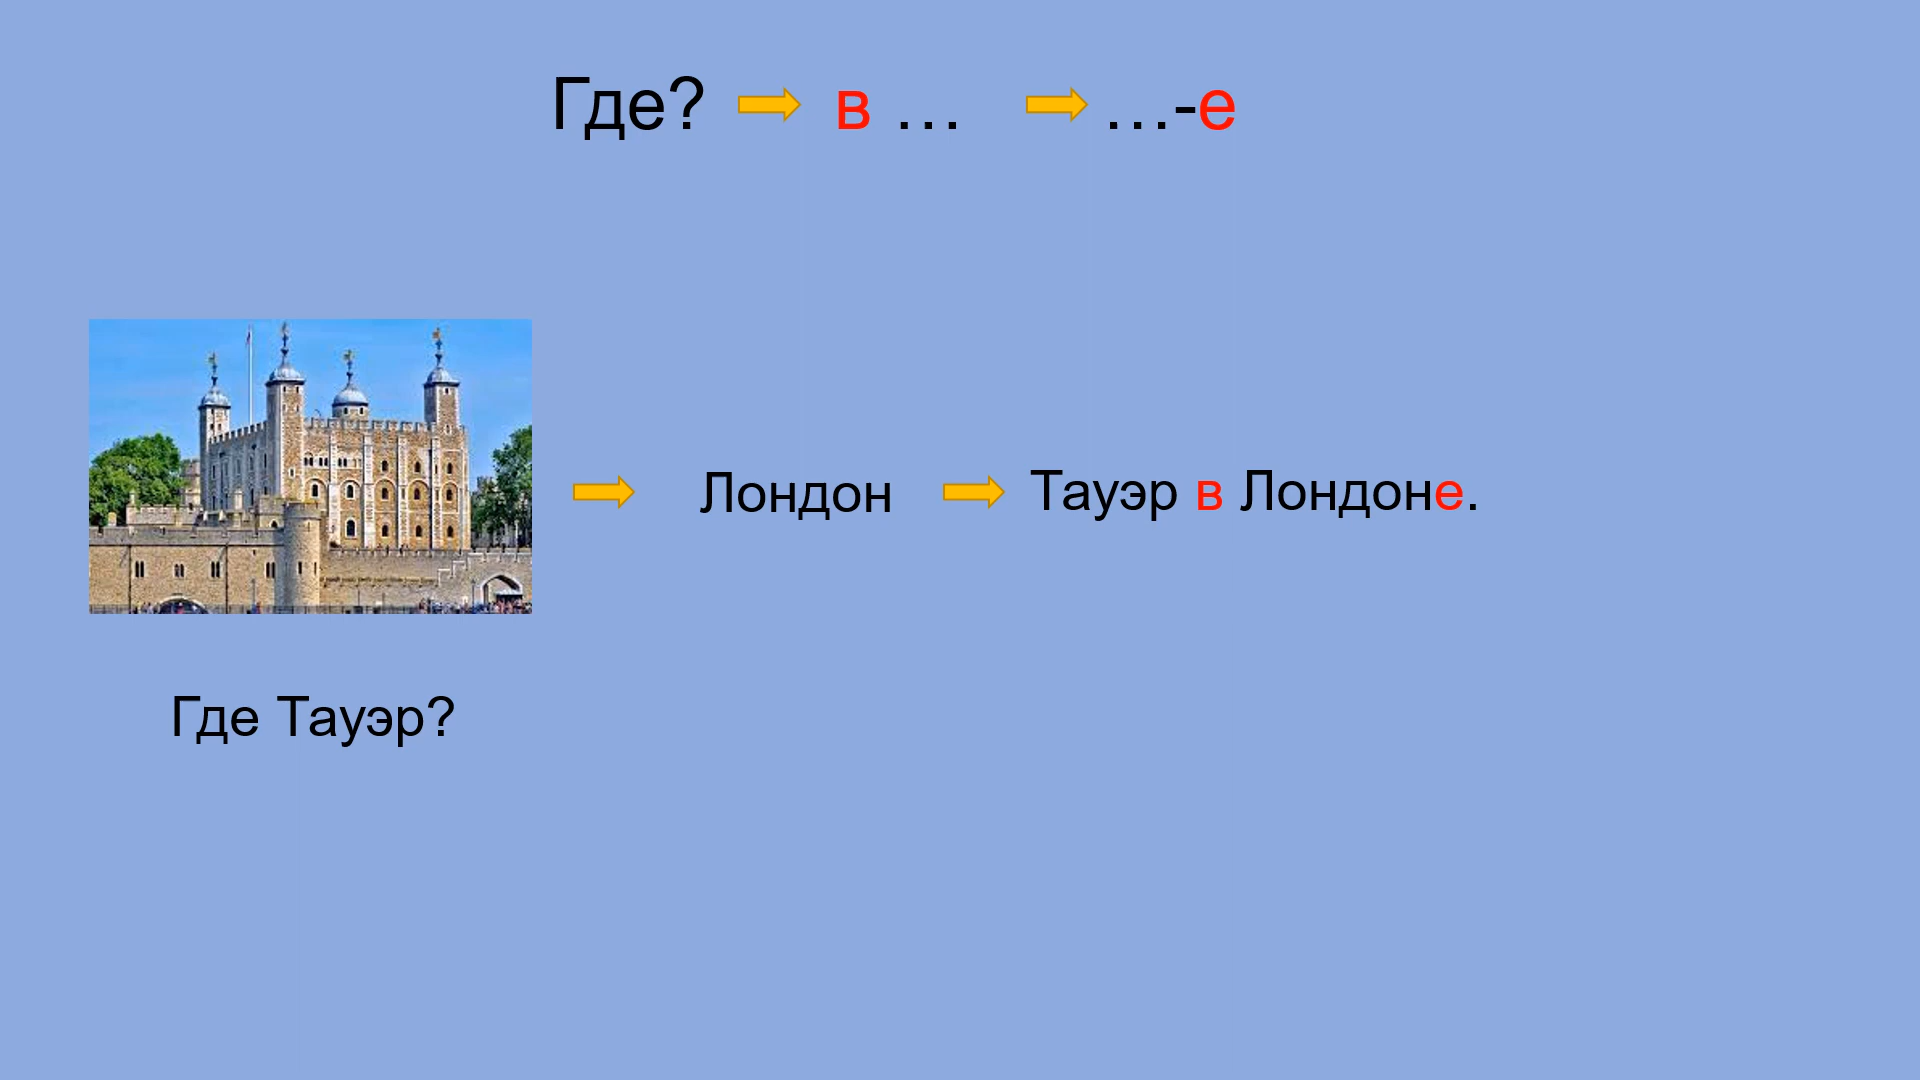 Где? в … …-е
Лондон Тауэр в Лондоне.
Где Тауэр?